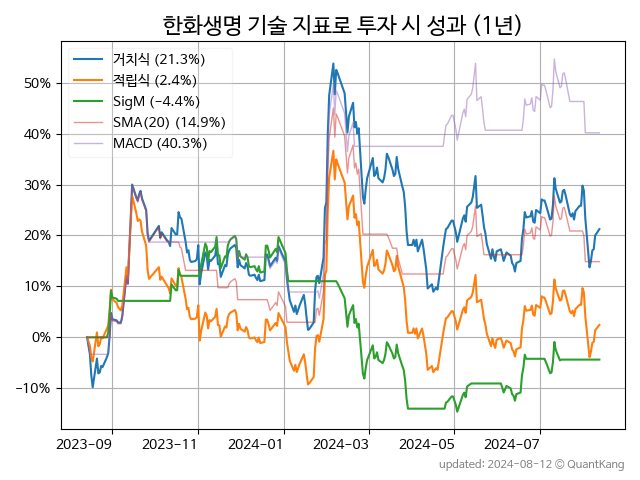 한화생명 기술 지표로 투자 시 성과 (1년)
거치식 (21.3%)
적립식 (2.4%)
SigM (−4.4%)
SMA(20) (14.9%)
MACD (40.3%)
50%
40%
30%
20%
10%
0%
−10%
2023-09 2023-11 2024-01 2024-03 2024-05 2024-07
updated: 2024-08-12 © QuantKang